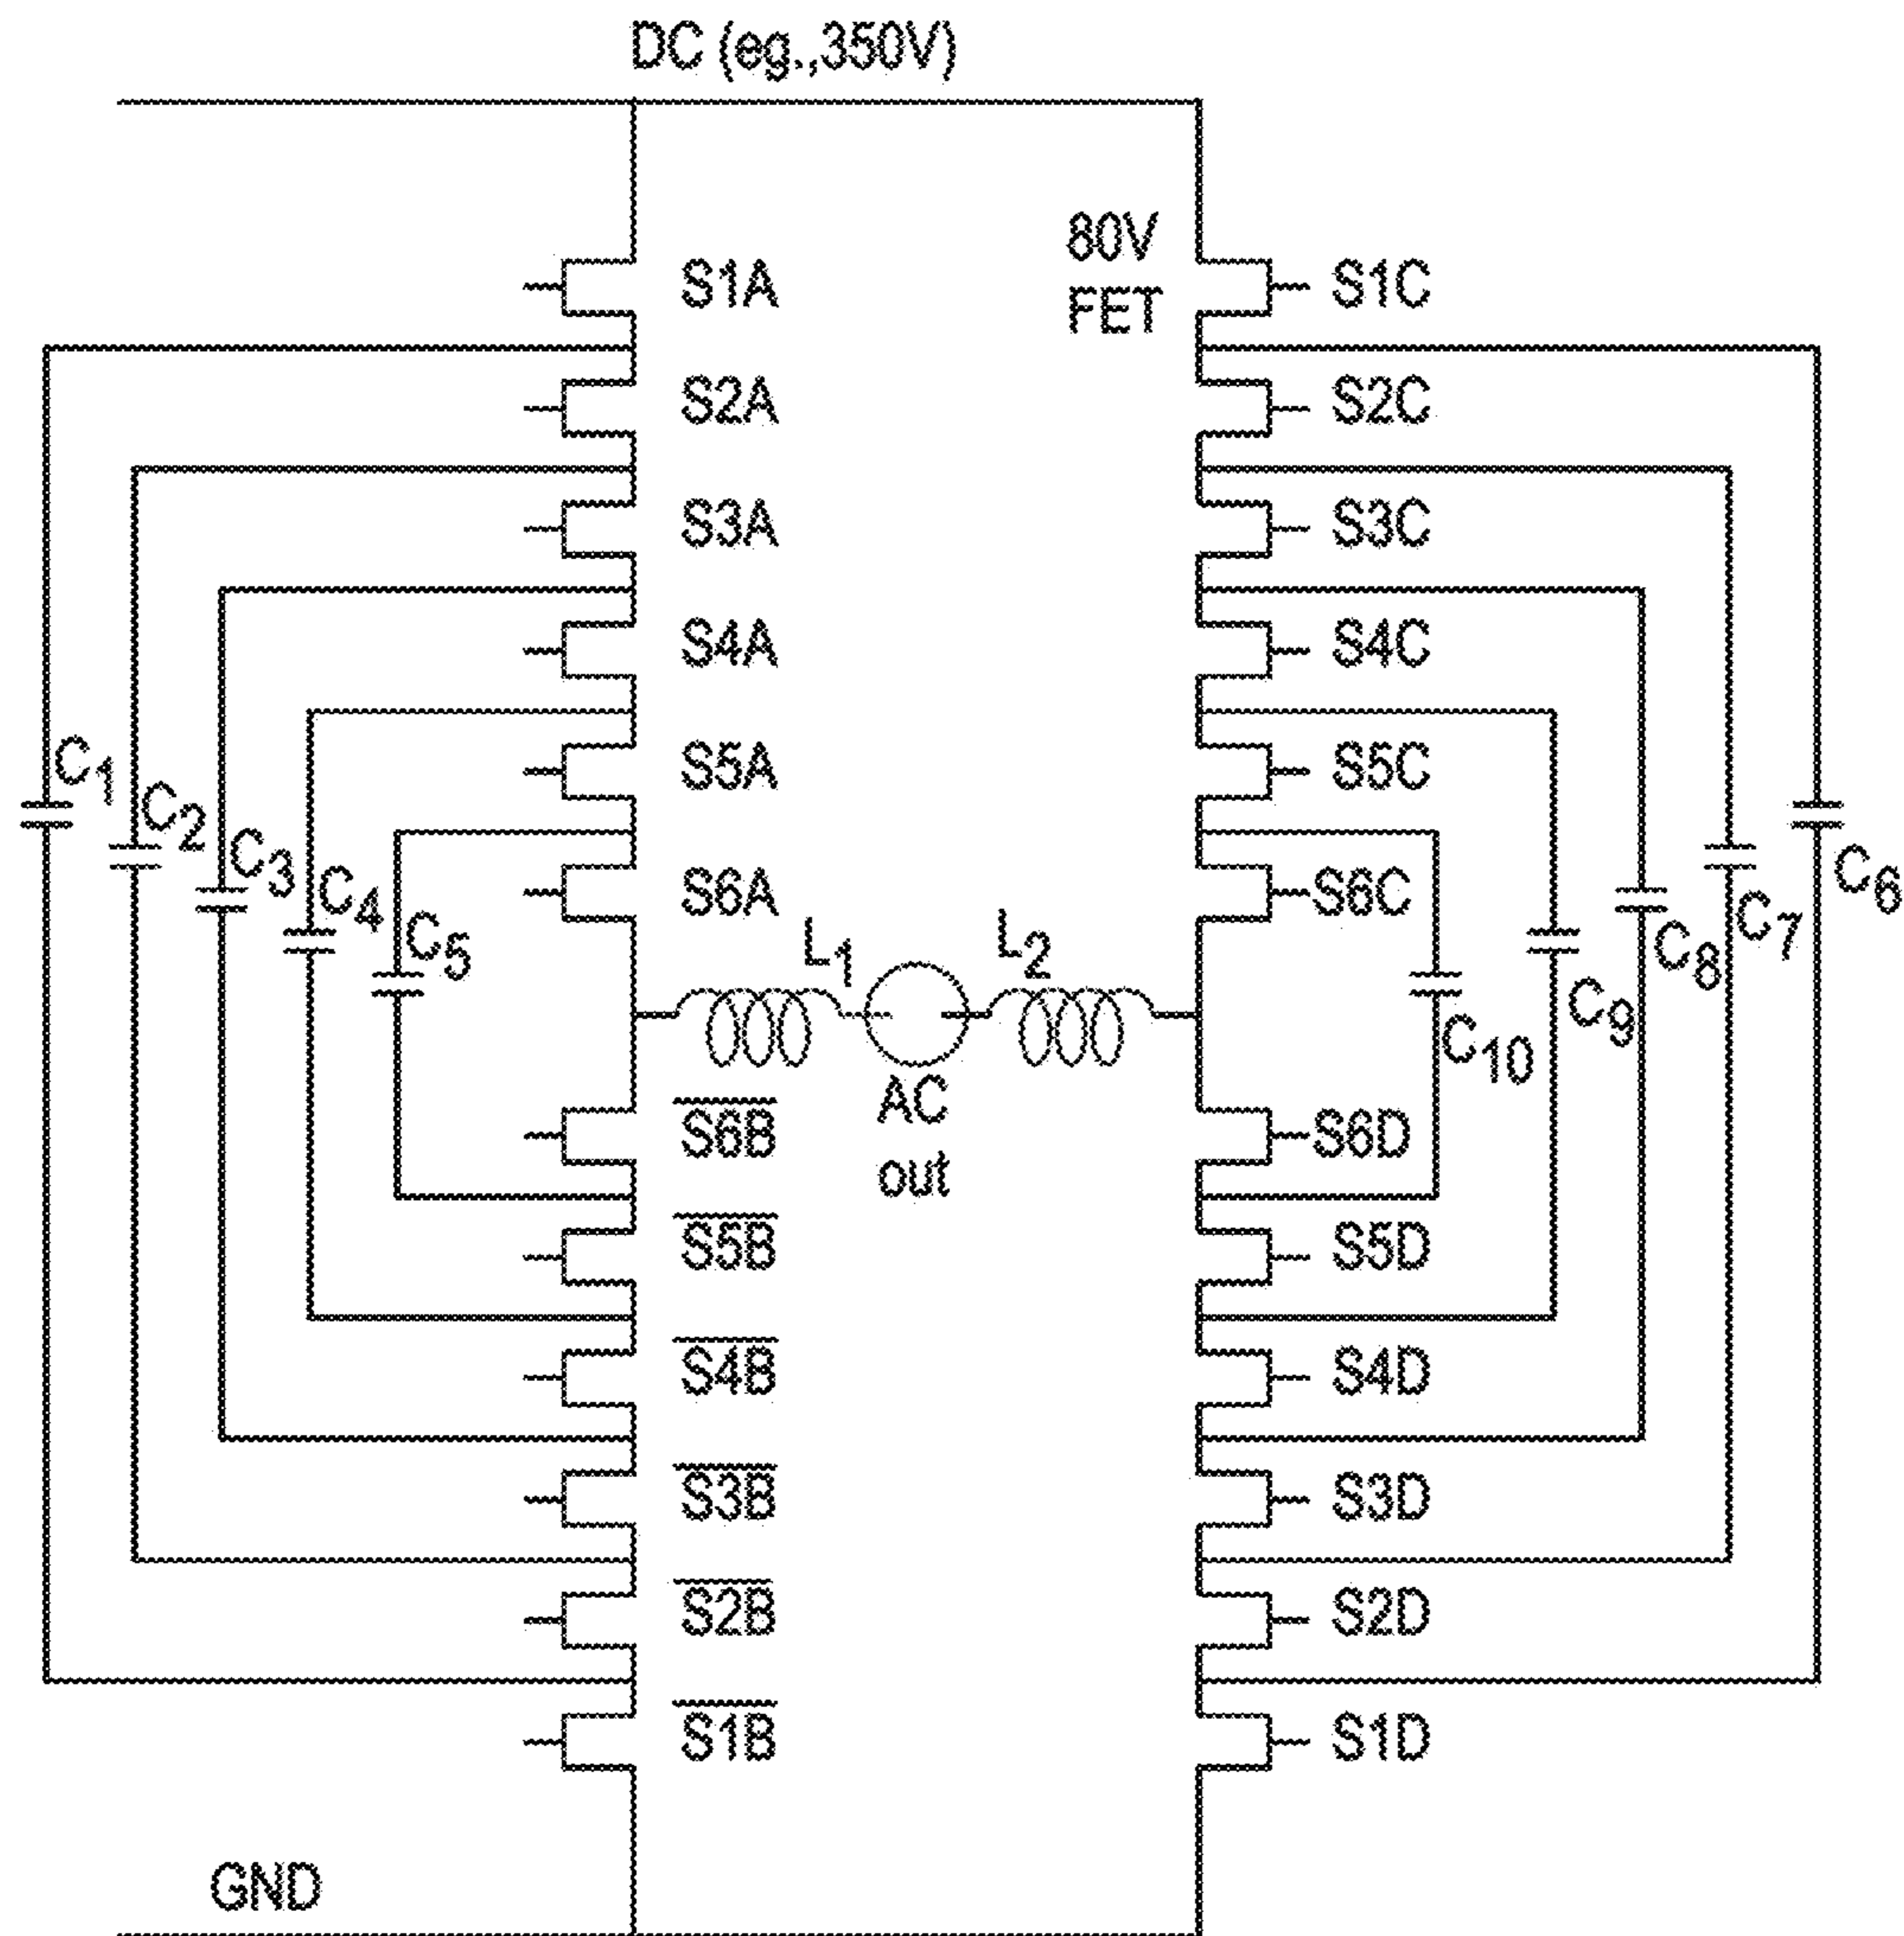 DC (eg.,350V)
80V
FET
S1A
S1C
S2A
S2C
S3A
S3C
S4A
S4C
C1
S5A
S5C
C2
C3
C4
S6A
S6C
C6
C5
L1
L2
C7
C8
C9
C10
AC
out
S6B
S6D
S5B
S5D
S4B
S4D
S3B
S3D
S2B
S2D
S1B
S1D
GND